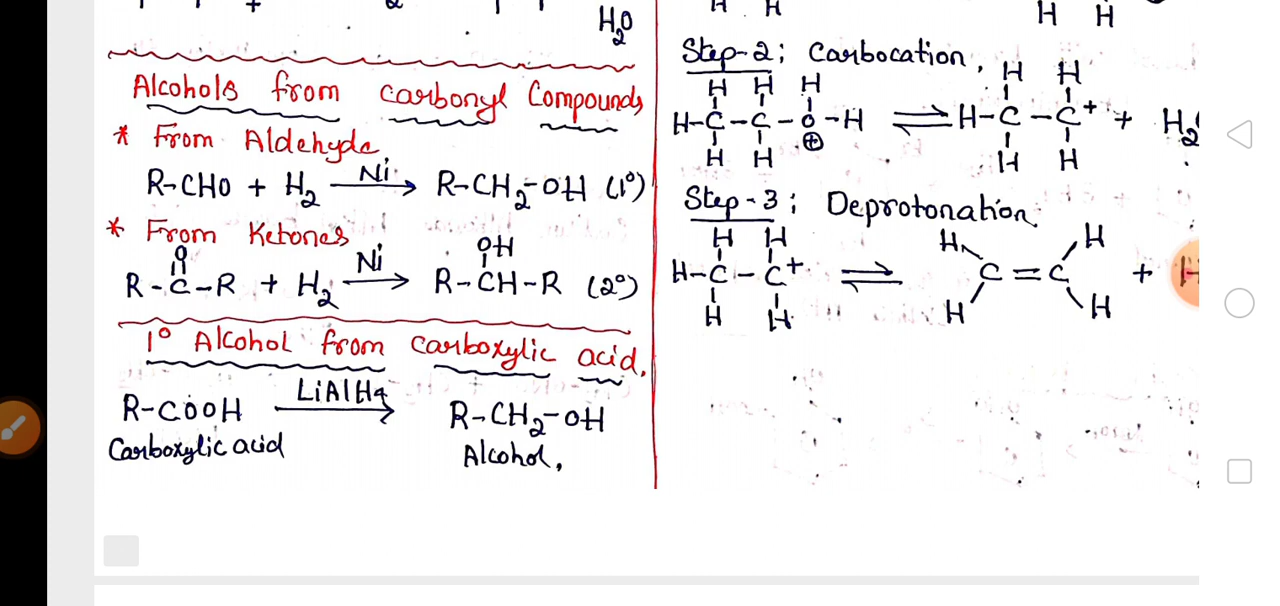 H₂O
Alcohols from carbonyl Compounds
* From Aldehyde
R-CHO + H₂ —Ni→ R-CH₂-OH (1°)
* From Ketones
O OH
R-C-R + H₂ —Ni→ R-CH-R (2°)
1° Alcohol from carboxylic acid.
R-COOH —LiAlH₄→ R-CH₂-OH
Carboxylic acid Alcohol,
H H H H
Step-2; Carbocation,
H H H H H
H-C-C-O-H ⇌ H-C-C+ + H₂
⊕
H H H H
Step-3; Deprotonation
H H H H
H-C-C+ ⇌ C=C + H
H H H H